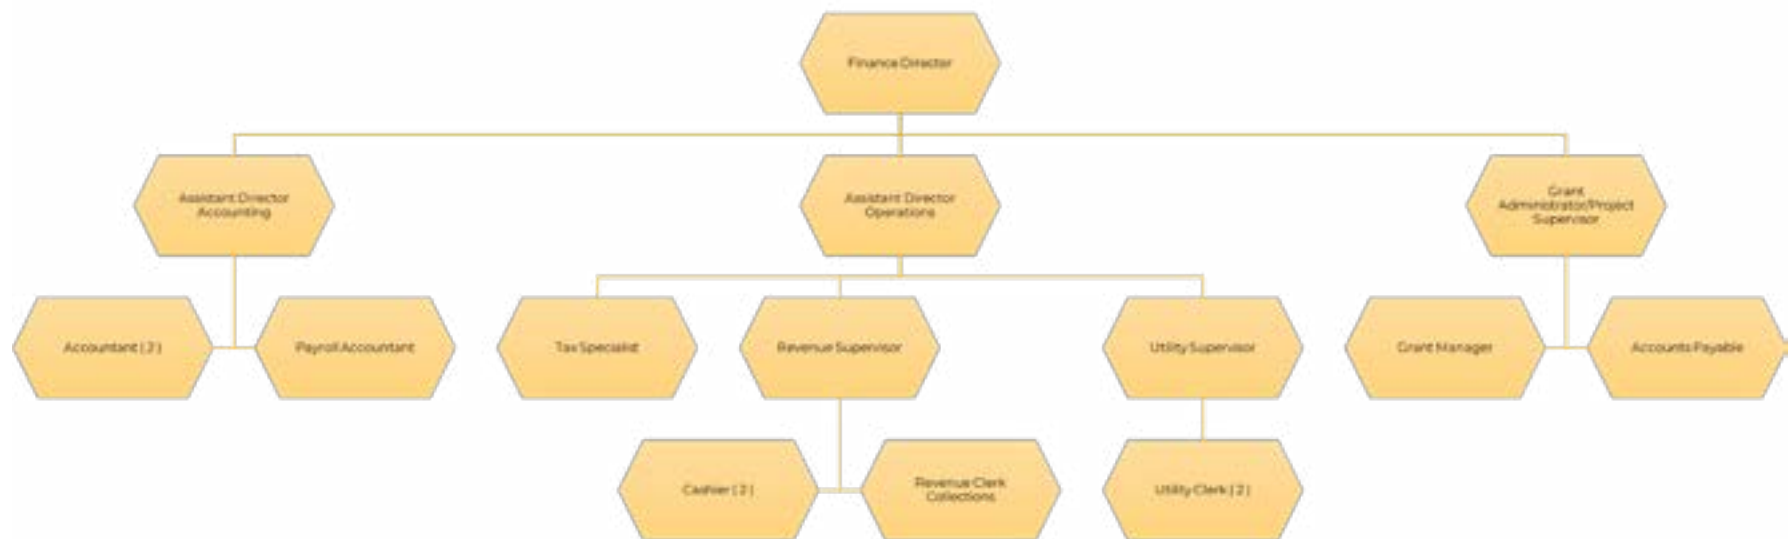 Finance Director
Assistant Director
Accounting
Assistant Director
Operations
Grant
Administrator/Project
Supervisor
Accountant ( 2 )
Payroll Accountant
Tax Specialist
Revenue Supervisor
Utility Supervisor
Grant Manager
Accounts Payable
Cashier ( 2 )
Revenue Clerk
Collections
Utility Clerk ( 2 )